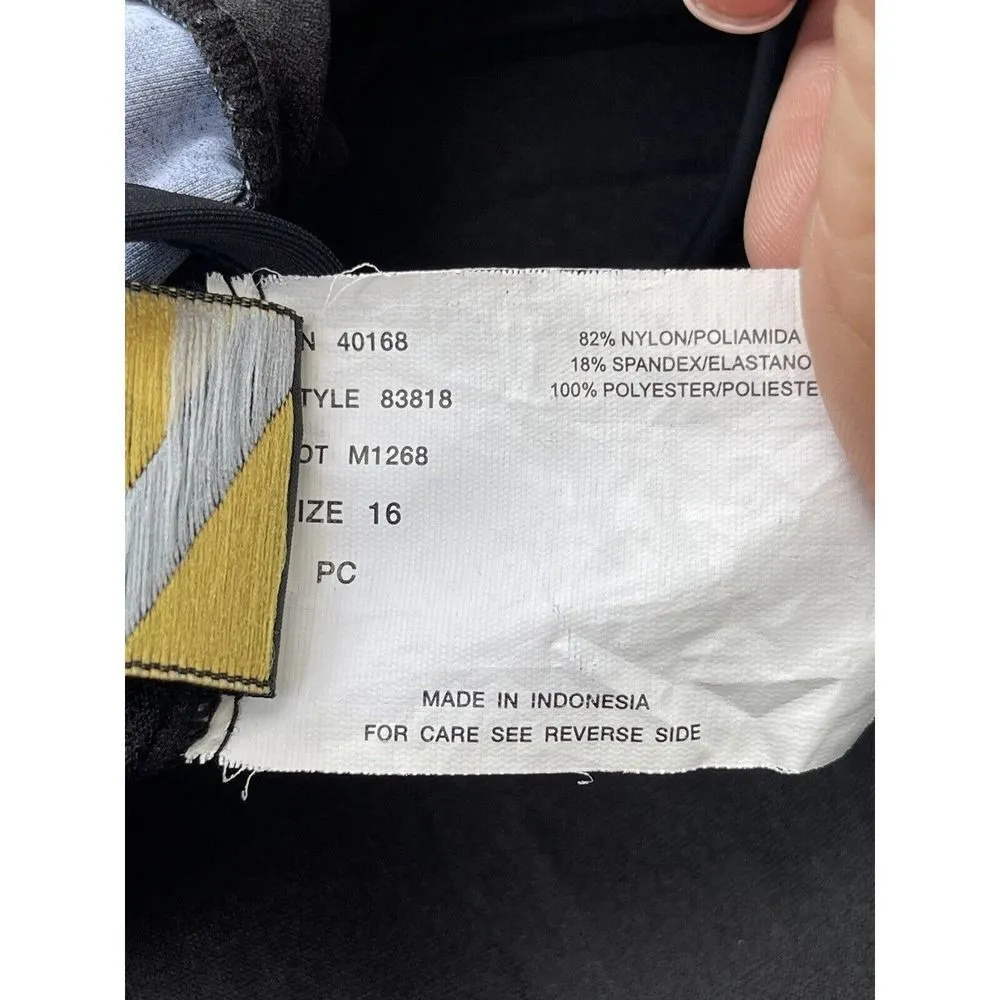 N 40168
TYLE 83818
OT M1268
IZE 16
PC
82% NYLON/POLIAMIDA
18% SPANDEX/ELASTANO
100% POLYESTER/POLIESTE
MADE IN INDONESIA
FOR CARE SEE REVERSE SIDE